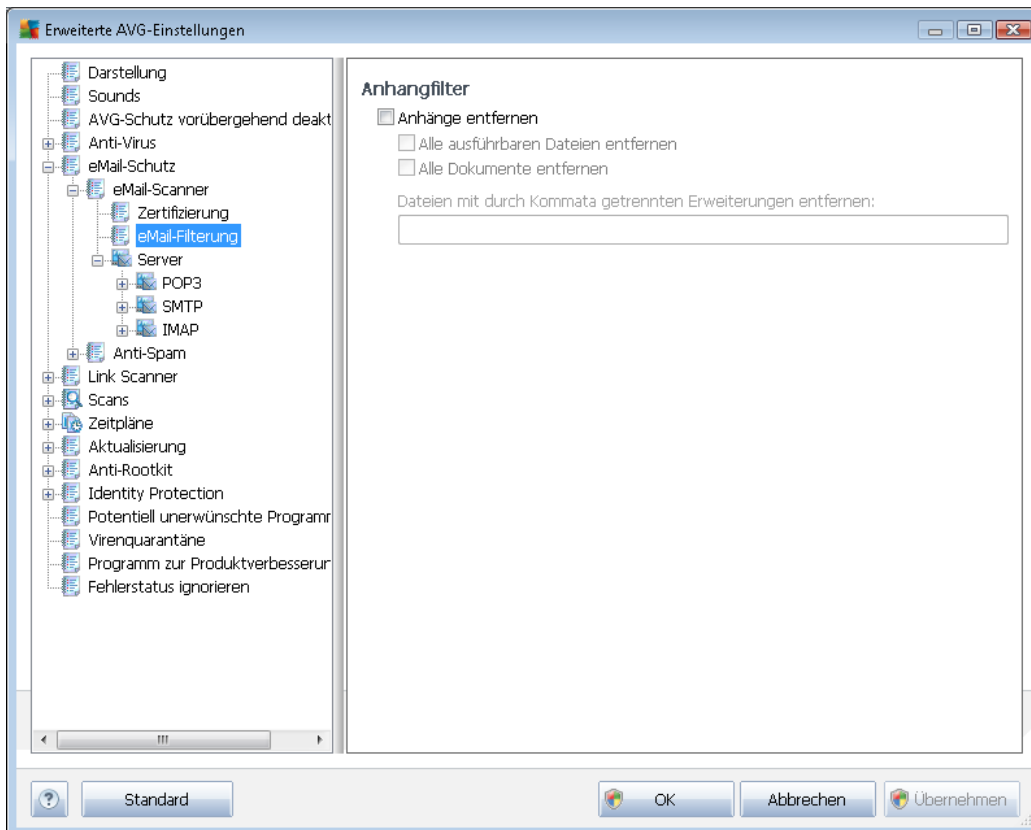 Erweiterte AVG-Einstellungen
Darstellung
Sounds
AVG-Schutz vorübergehend deakt
Anti-Virus
eMail-Schutz
eMail-Scanner
Zertifizierung
eMail-Filterung
Server
POP3
SMTP
IMAP
Anti-Spam
Link Scanner
Scans
Zeitpläne
Aktualisierung
Anti-Rootkit
Identity Protection
Potentiell unerwünschte Programm
Virenquarantäne
Programm zur Produktverbesserun
Fehlerstatus ignorieren
Anhangfilter
Anhänge entfernen
Alle ausführbaren Dateien entfernen
Alle Dokumente entfernen
Dateien mit durch Kommata getrennten Erweiterungen entfernen:
?
Standard
OK
Abbrechen
Übernehmen